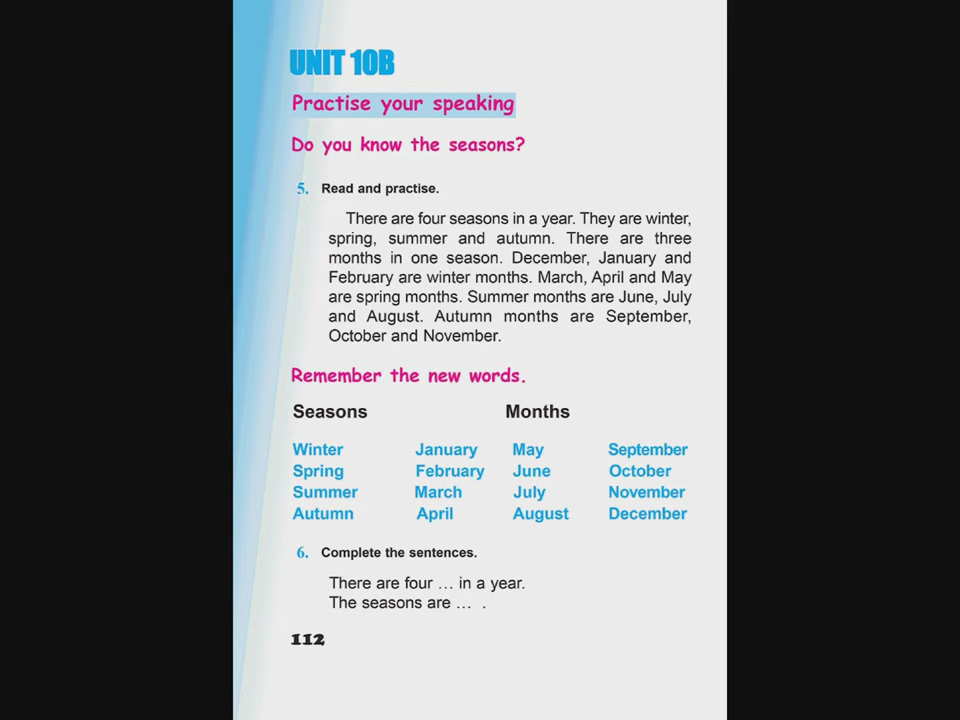 UNIT 10B
Practise your speaking
Do you know the seasons?
5. Read and practise.
There are four seasons in a year. They are winter,
spring, summer and autumn. There are three
months in one season. December, January and
February are winter months. March, April and May
are spring months. Summer months are June, July
and August. Autumn months are September,
October and November.
Remember the new words.
Seasons Months
Winter January May September
Spring February June October
Summer March July November
Autumn April August December
6. Complete the sentences.
There are four … in a year.
The seasons are … .
112